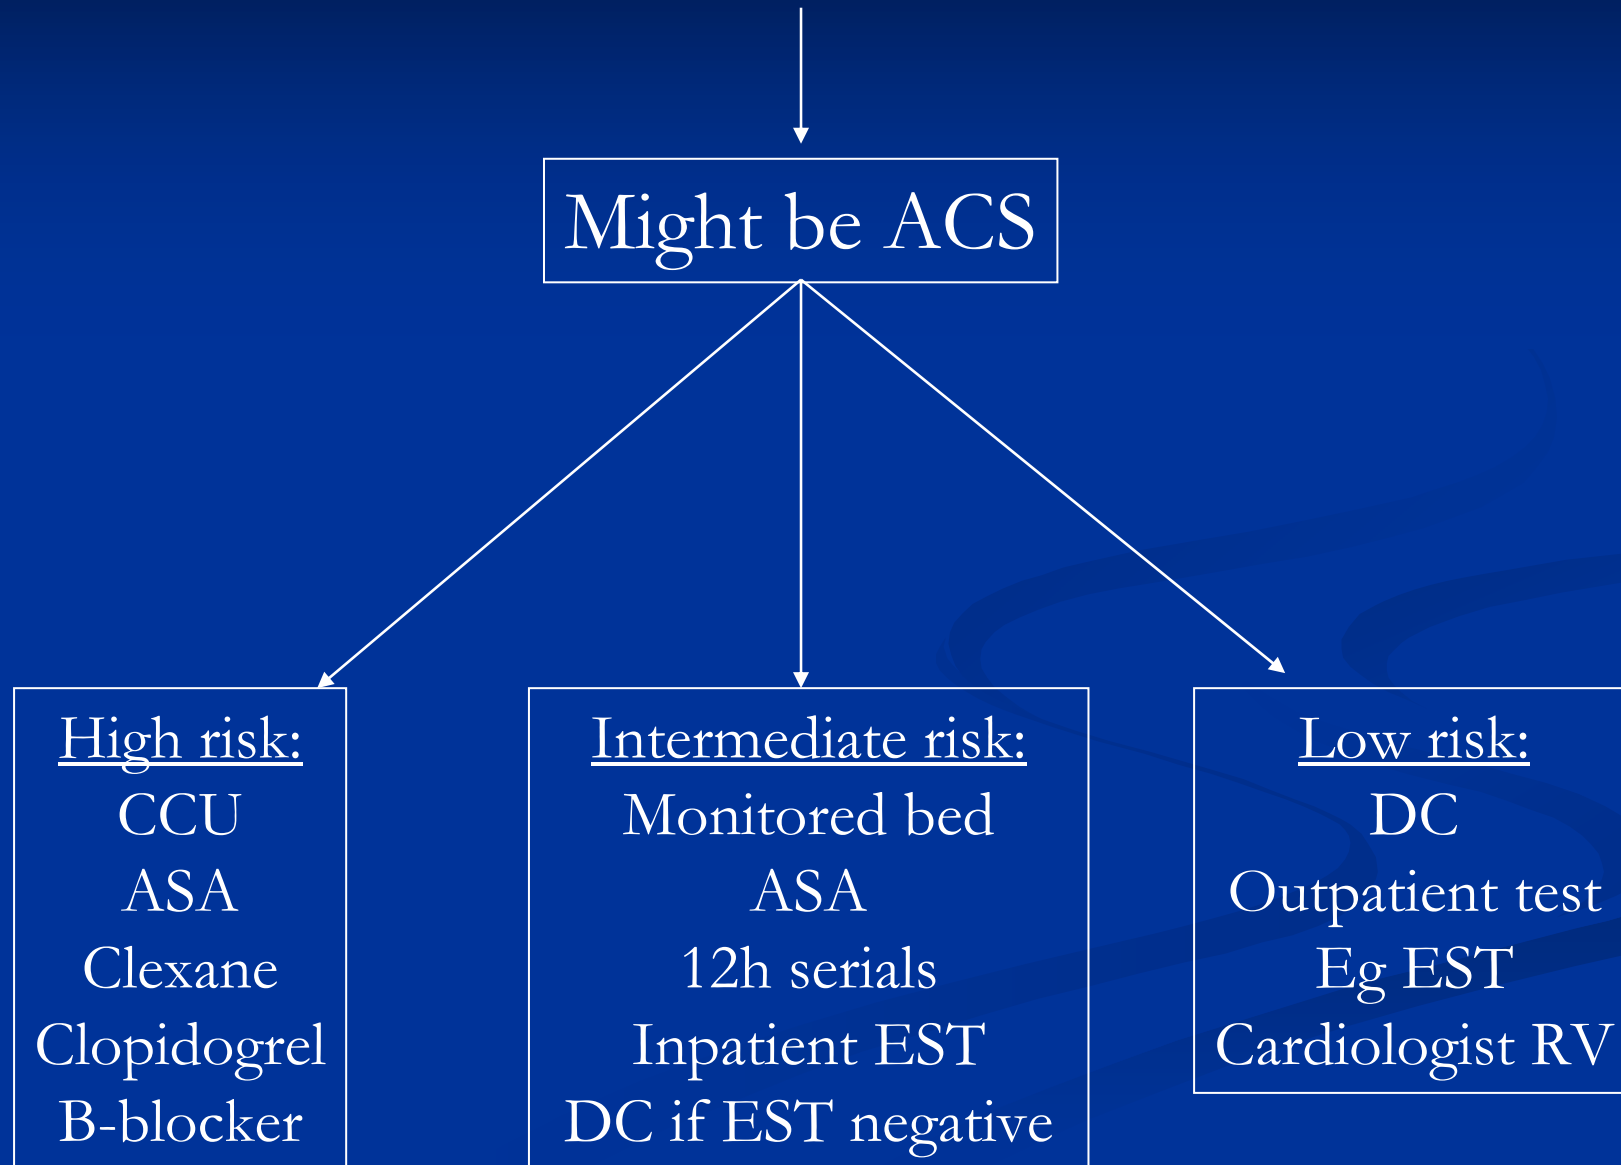 Might be ACS
High risk:
CCU
ASA
Clexane
Clopidogrel
B-blocker
Intermediate risk:
Monitored bed
ASA
12h serials
Inpatient EST
DC if EST negative
Low risk:
DC
Outpatient test
Eg EST
Cardiologist RV